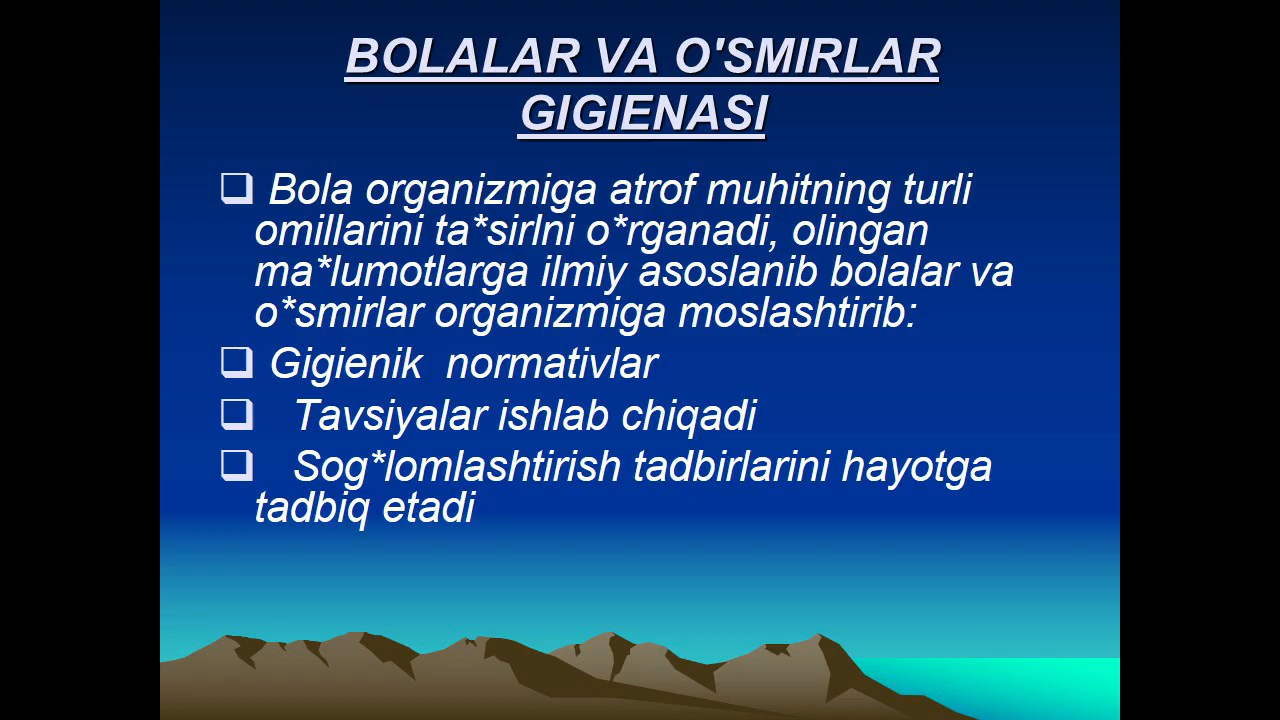 BOLALAR VA O'SMIRLAR
GIGIENASI
❑ Bola organizmiga atrof muhitning turli
omillarini ta*sirlni o*rganadi, olingan
ma*lumotlarga ilmiy asoslanib bolalar va
o*smirlar organizmiga moslashtirib:
❑ Gigienik normativlar
❑ Tavsiyalar ishlab chiqadi
❑ Sog*lomlashtirish tadbirlarini hayotga
tadbiq etadi